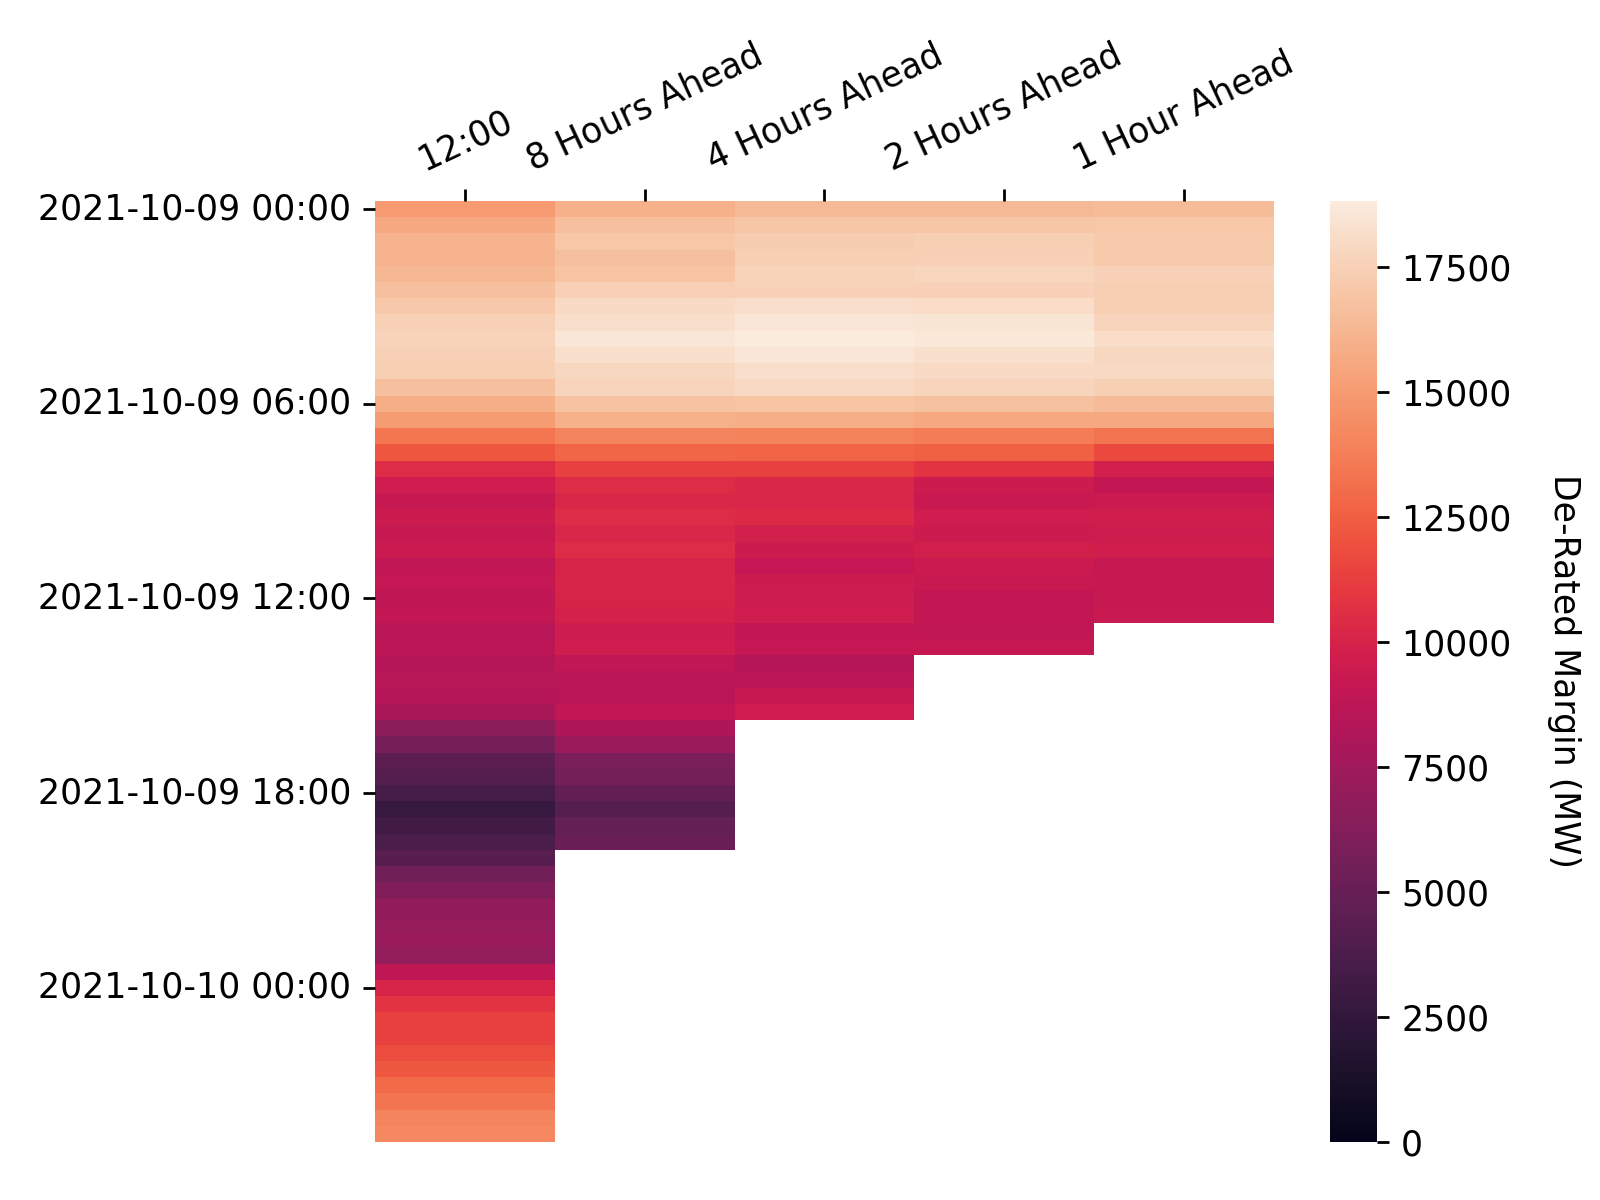 12:00
8 Hours Ahead
4 Hours Ahead
2 Hours Ahead
1 Hour Ahead
2021-10-09 00:00
2021-10-09 06:00
2021-10-09 12:00
2021-10-09 18:00
2021-10-10 00:00
17500
15000
12500
10000
7500
5000
2500
0
De-Rated Margin (MW)